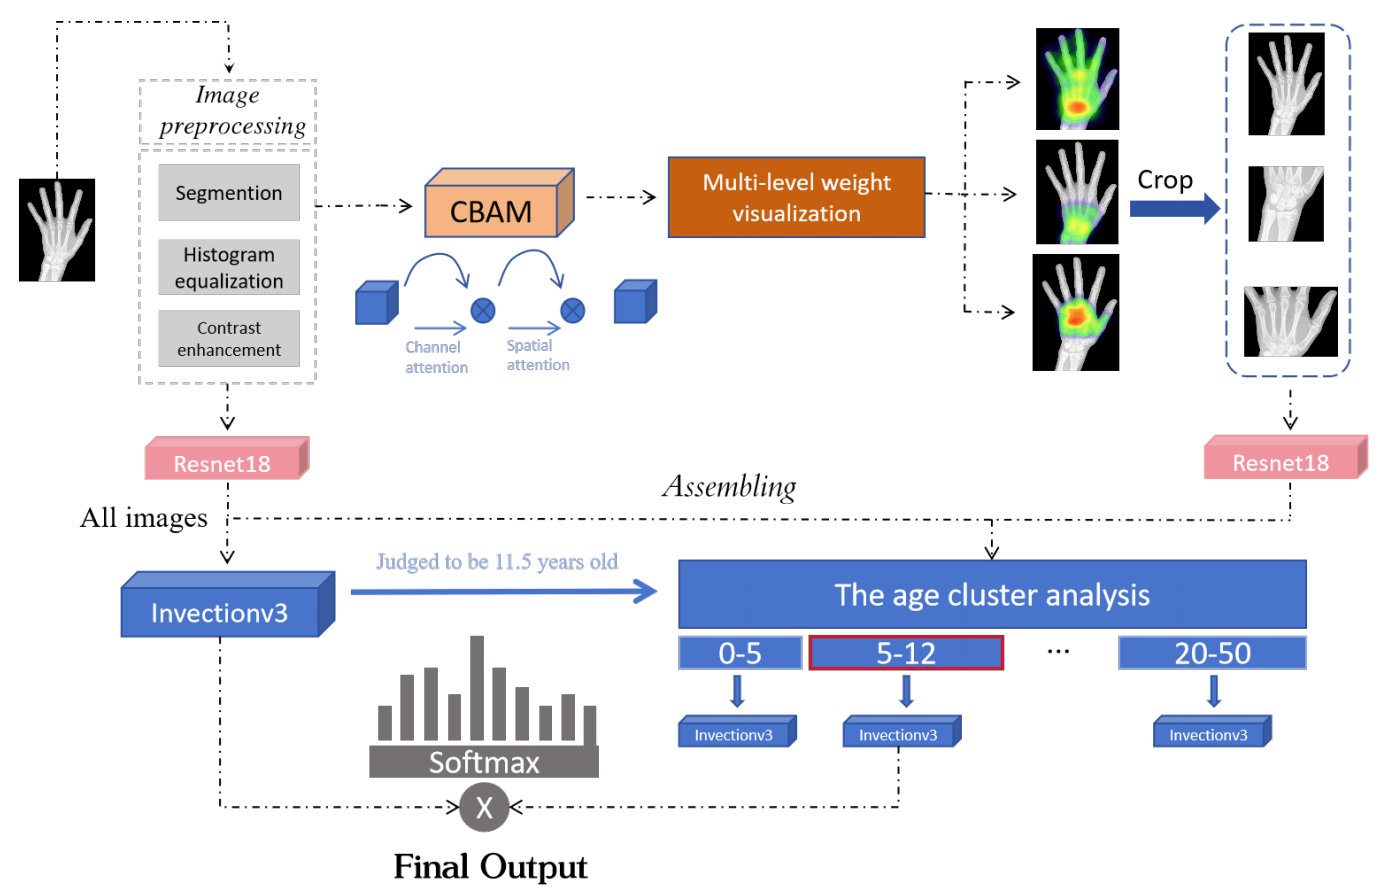 Image
preprocessing
Segmention
Histogram
equalization
Contrast
enhancement
CBAM
Channel
attention
Spatial
attention
Multi-level weight
visualization
Crop
Resnet18
Resnet18
Assembling
All images
Invectionv3
Judged to be 11.5 years old
The age cluster analysis
0-5
5-12
...
20-50
Invectionv3
Invectionv3
Invectionv3
Softmax
X
Final Output